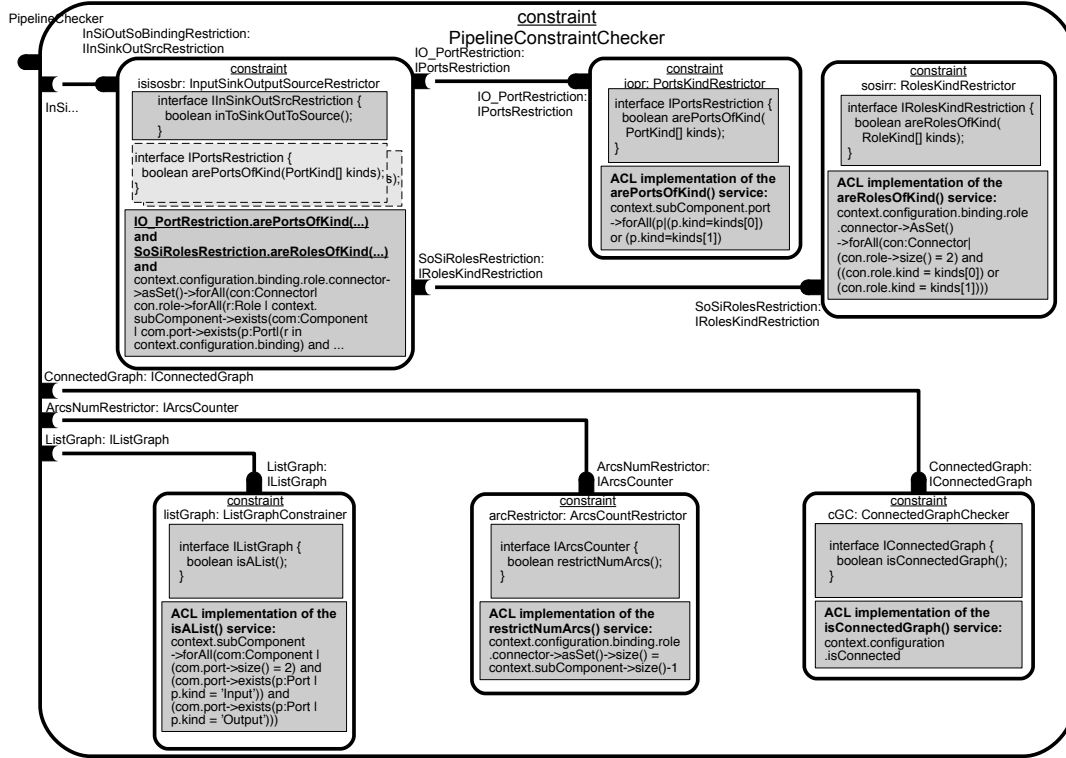 constraint
PipelineConstraintChecker
PipelineChecker
InSiOutSoBindingRestriction:
IInSinkOutSrcRestriction
InSi...
constraint
isisosbr: InputSinkOutputSourceRestrictor
interface IInSinkOutSrcRestriction {
boolean inToSinkOutToSource();
}
interface IPortsRestriction {
boolean arePortsOfKind(PortKind[] kinds);
}
s);
IO_PortRestriction.arePortsOfKind(...)
and
SoSiRolesRestriction.areRolesOfKind(...)
and
context.configuration.binding.role.connector-
->asSet()->forAll(con:Connector|
con.role->forAll(r:Role | context.
subComponent->exists(com:Component
| com.port->exists(p:Port|(r in
context.configuration.binding) and ...
IO_PortRestriction:
IPortsRestriction
IO_PortRestriction:
IPortsRestriction
constraint
iopr: PortsKindRestrictor
interface IPortsRestriction {
boolean arePortsOfKind(
PortKind[] kinds);
}
ACL implementation of the
arePortsOfKind() service:
context.subComponent.port
->forAll(p|(p.kind=kinds[0])
or (p.kind=kinds[1])
constraint
sosirr: RolesKindRestrictor
interface IRolesKindRestriction {
boolean areRolesOfKind(
RoleKind[] kinds);
}
ACL implementation of the
areRolesOfKind() service:
context.configuration.binding.role
.connector->AsSet()
->forAll(con:Connector|
(con.role->size() = 2) and
((con.role.kind = kinds[0]) or
(con.role.kind = kinds[1])))
SoSiRolesRestriction:
IRolesKindRestriction
SoSiRolesRestriction:
IRolesKindRestriction
ConnectedGraph: IConnectedGraph
ArcsNumRestrictor: IArcsCounter
ListGraph: IListGraph
ListGraph:
IListGraph
constraint
listGraph: ListGraphConstrainer
interface IListGraph {
boolean isAList();
}
ACL implementation of the
isAList() service:
context.subComponent
->forAll(com:Component |
(com.port->size() = 2) and
(com.port->exists(p:Port |
p.kind = 'Input')) and
(com.port->exists(p:Port |
p.kind = 'Output')))
ArcsNumRestrictor:
IArcsCounter
constraint
arcRestrictor: ArcsCountRestrictor
interface IArcsCounter {
boolean restrictNumArcs();
}
ACL implementation of the
restrictNumArcs() service:
context.configuration.binding.role
.connector->asSet()->size() =
context.subComponent->size()-1
ConnectedGraph:
IConnectedGraph
constraint
cGC: ConnectedGraphChecker
interface IConnectedGraph {
boolean isConnectedGraph();
}
ACL implementation of the
isConnectedGraph() service:
context.configuration
.isConnected